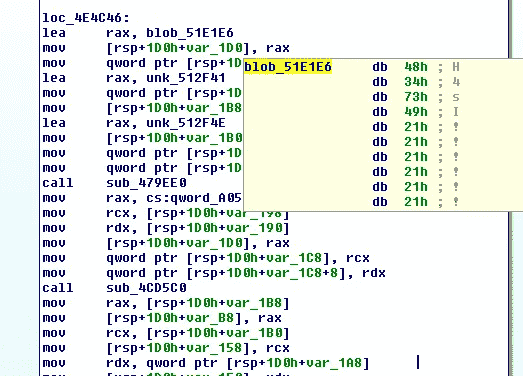 loc_4E4C46:
lea rax, blob_51E1E6
mov [rsp+1D0h+var_1D0], rax
mov qword ptr [rsp+1D
lea rax, unk_512F41
mov qword ptr [rsp+1D
mov [rsp+1D0h+var_1B8
lea rax, unk_512F4E
mov [rsp+1D0h+var_1B0
mov qword ptr [rsp+1D
mov qword ptr [rsp+1D
call sub_479EE0
mov rax, cs:qword_A05
mov rcx, [rsp+1D0h+var_198]
mov rdx, [rsp+1D0h+var_190]
mov [rsp+1D0h+var_1D0], rax
mov qword ptr [rsp+1D0h+var_1C8], rcx
mov qword ptr [rsp+1D0h+var_1C8+8], rdx
call sub_4CD5C0
mov rax, [rsp+1D0h+var_1B8]
mov [rsp+1D0h+var_B8], rax
mov rcx, [rsp+1D0h+var_1B0]
mov [rsp+1D0h+var_158], rcx
mov rdx, qword ptr [rsp+1D0h+var_1A8]
blob_51E1E6 db 48h ; H
db 34h ; 4
db 73h ; s
db 49h ; I
db 21h ; !
db 21h ; !
db 21h ; !
db 21h ; !
db 21h ; !
db 21h ; !